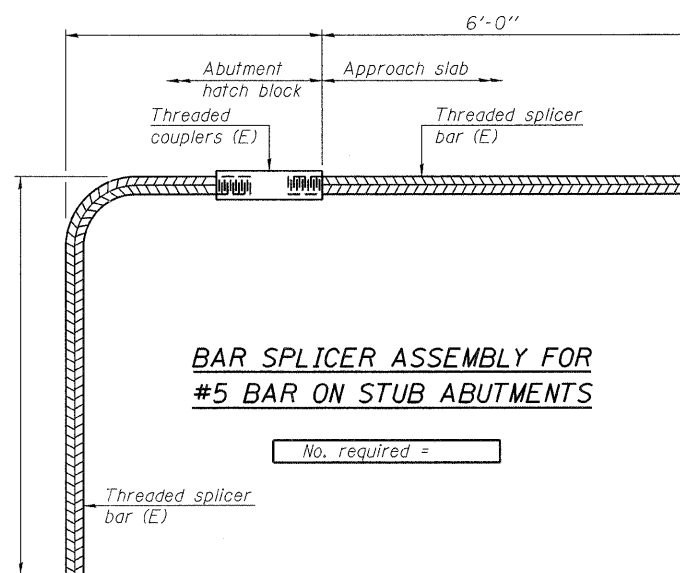 6'-0"
Abutment
hatch block
Approach slab
Threaded
couplers (E)
Threaded splicer
bar (E)
BAR SPLICER ASSEMBLY FOR
#5 BAR ON STUB ABUTMENTS
No. required =
Threaded splicer
bar (E)